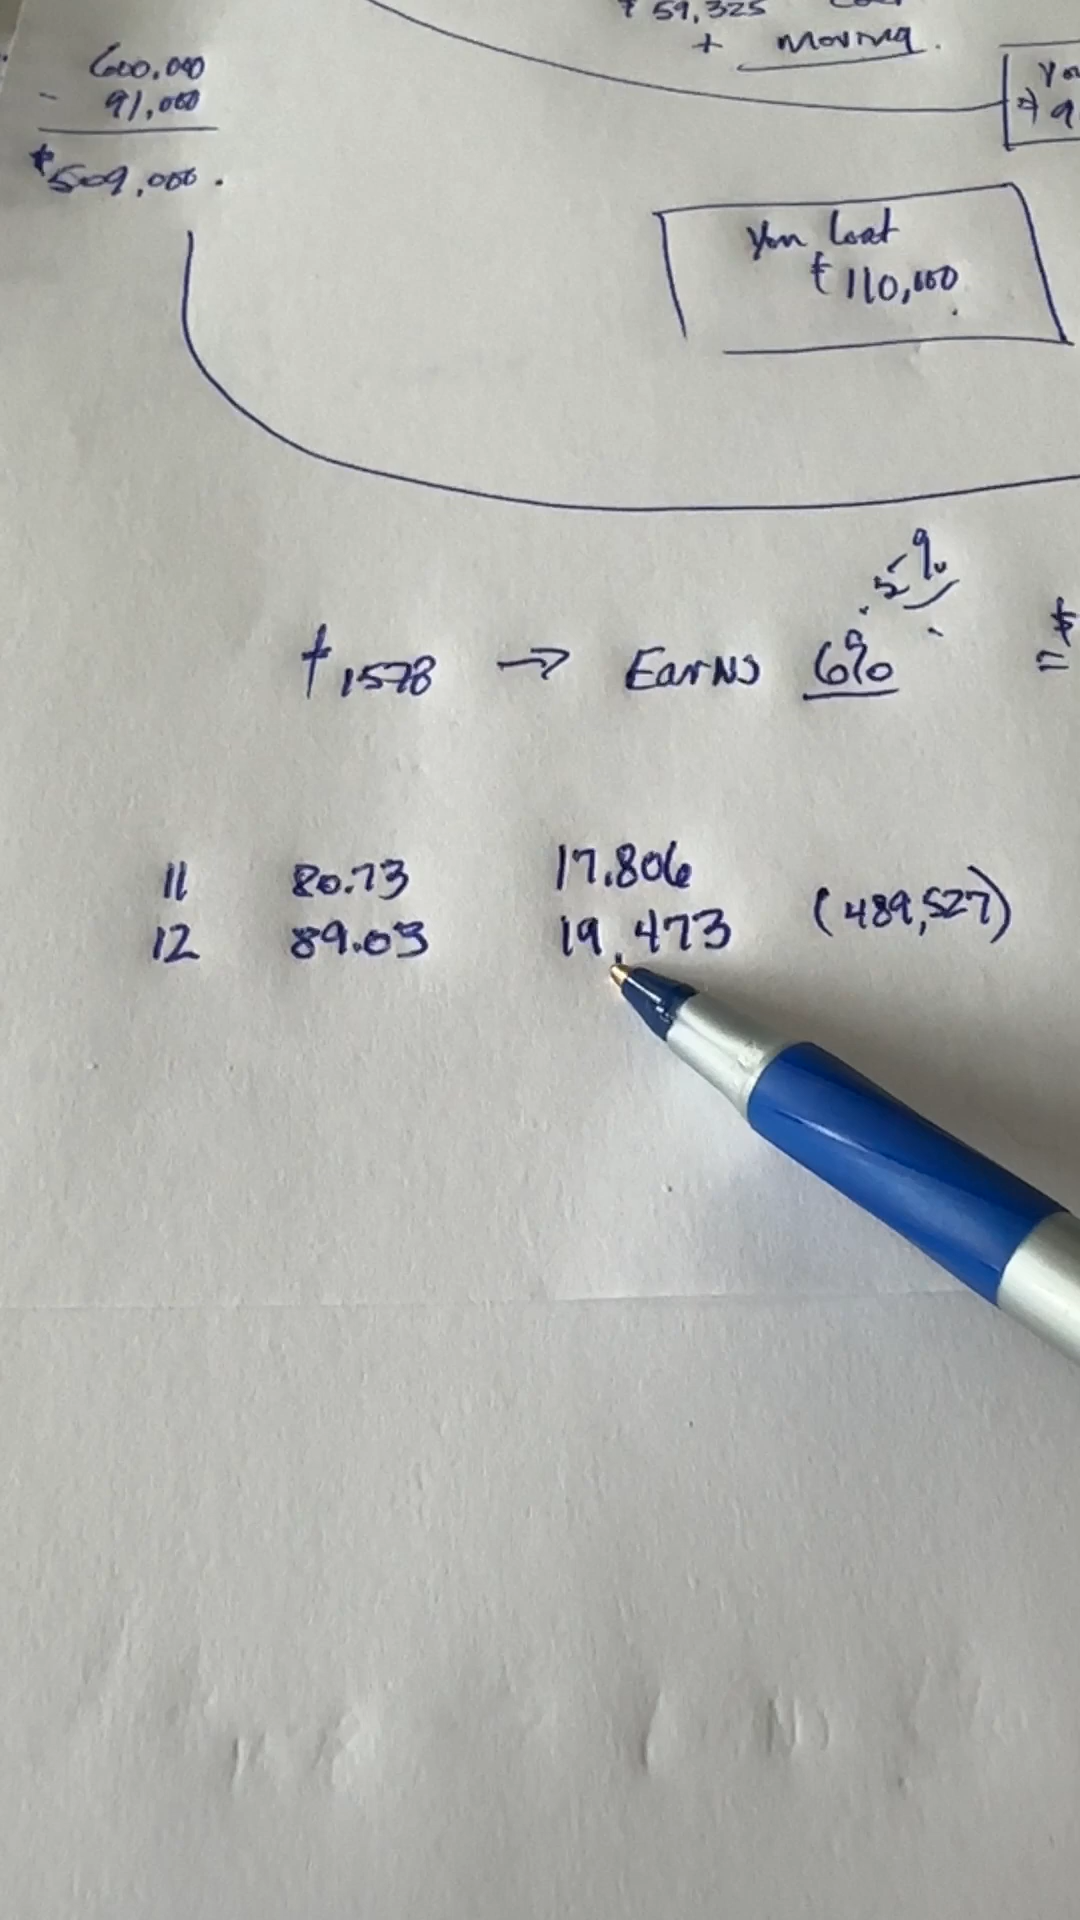 $59,325
+ Moving.
600,000
- 91,000
$509,000.
You lost
$110,000
.5%
$1578 → Earns 6% = $
11 80.73 17.806
12 89.03 19,473 (489,527)